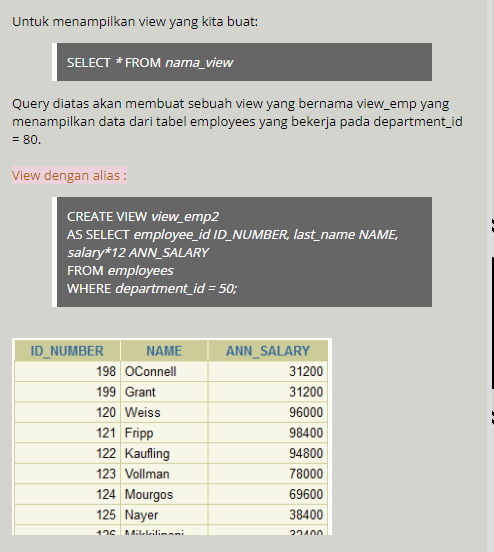 Untuk menampilkan view yang kita buat:
SELECT * FROM nama_view
Query diatas akan membuat sebuah view yang bernama view_emp yang
menampilkan data dari tabel employees yang bekerja pada department_id
= 80.
View dengan alias :
CREATE VIEW view_emp2
AS SELECT employee_id ID_NUMBER, last_name NAME,
salary*12 ANN_SALARY
FROM employees
WHERE department_id = 50;
ID_NUMBER NAME ANN_SALARY
198 OConnell 31200
199 Grant 31200
120 Weiss 96000
121 Fripp 98400
122 Kaufling 94800
123 Vollman 78000
124 Mourgos 69600
125 Nayer 38400
126 Mikkilineni 32400